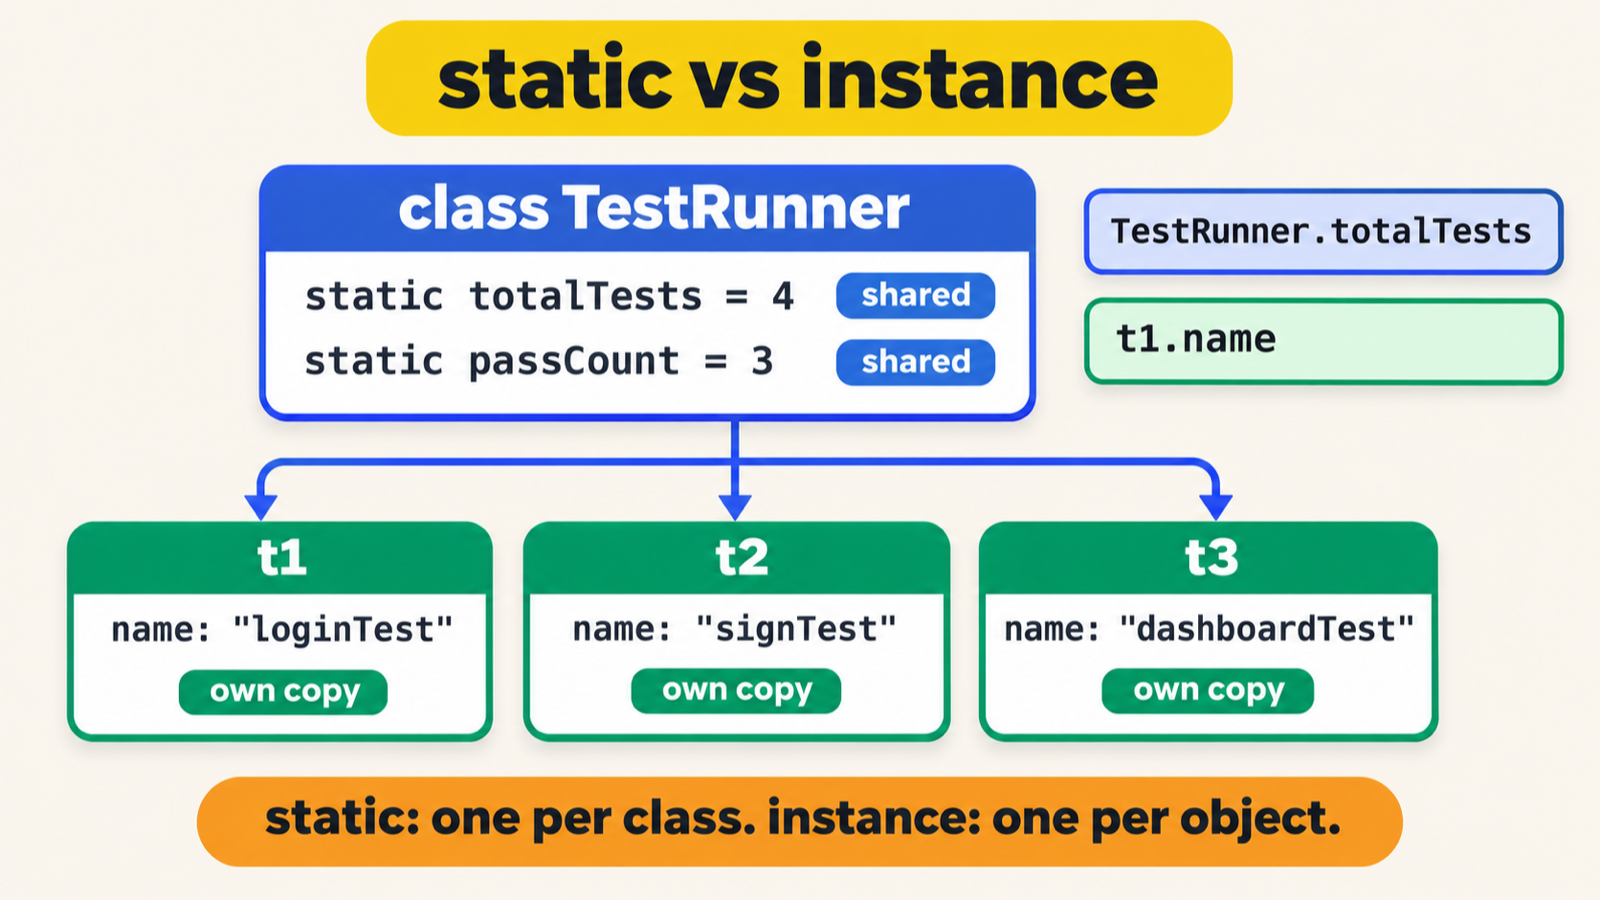 static vs instance
class TestRunner
static totalTests = 4 shared
static passCount = 3 shared
TestRunner.totalTests
t1.name
t1
name: "loginTest"
own copy
t2
name: "signTest"
own copy
t3
name: "dashboardTest"
own copy
static: one per class. instance: one per object.